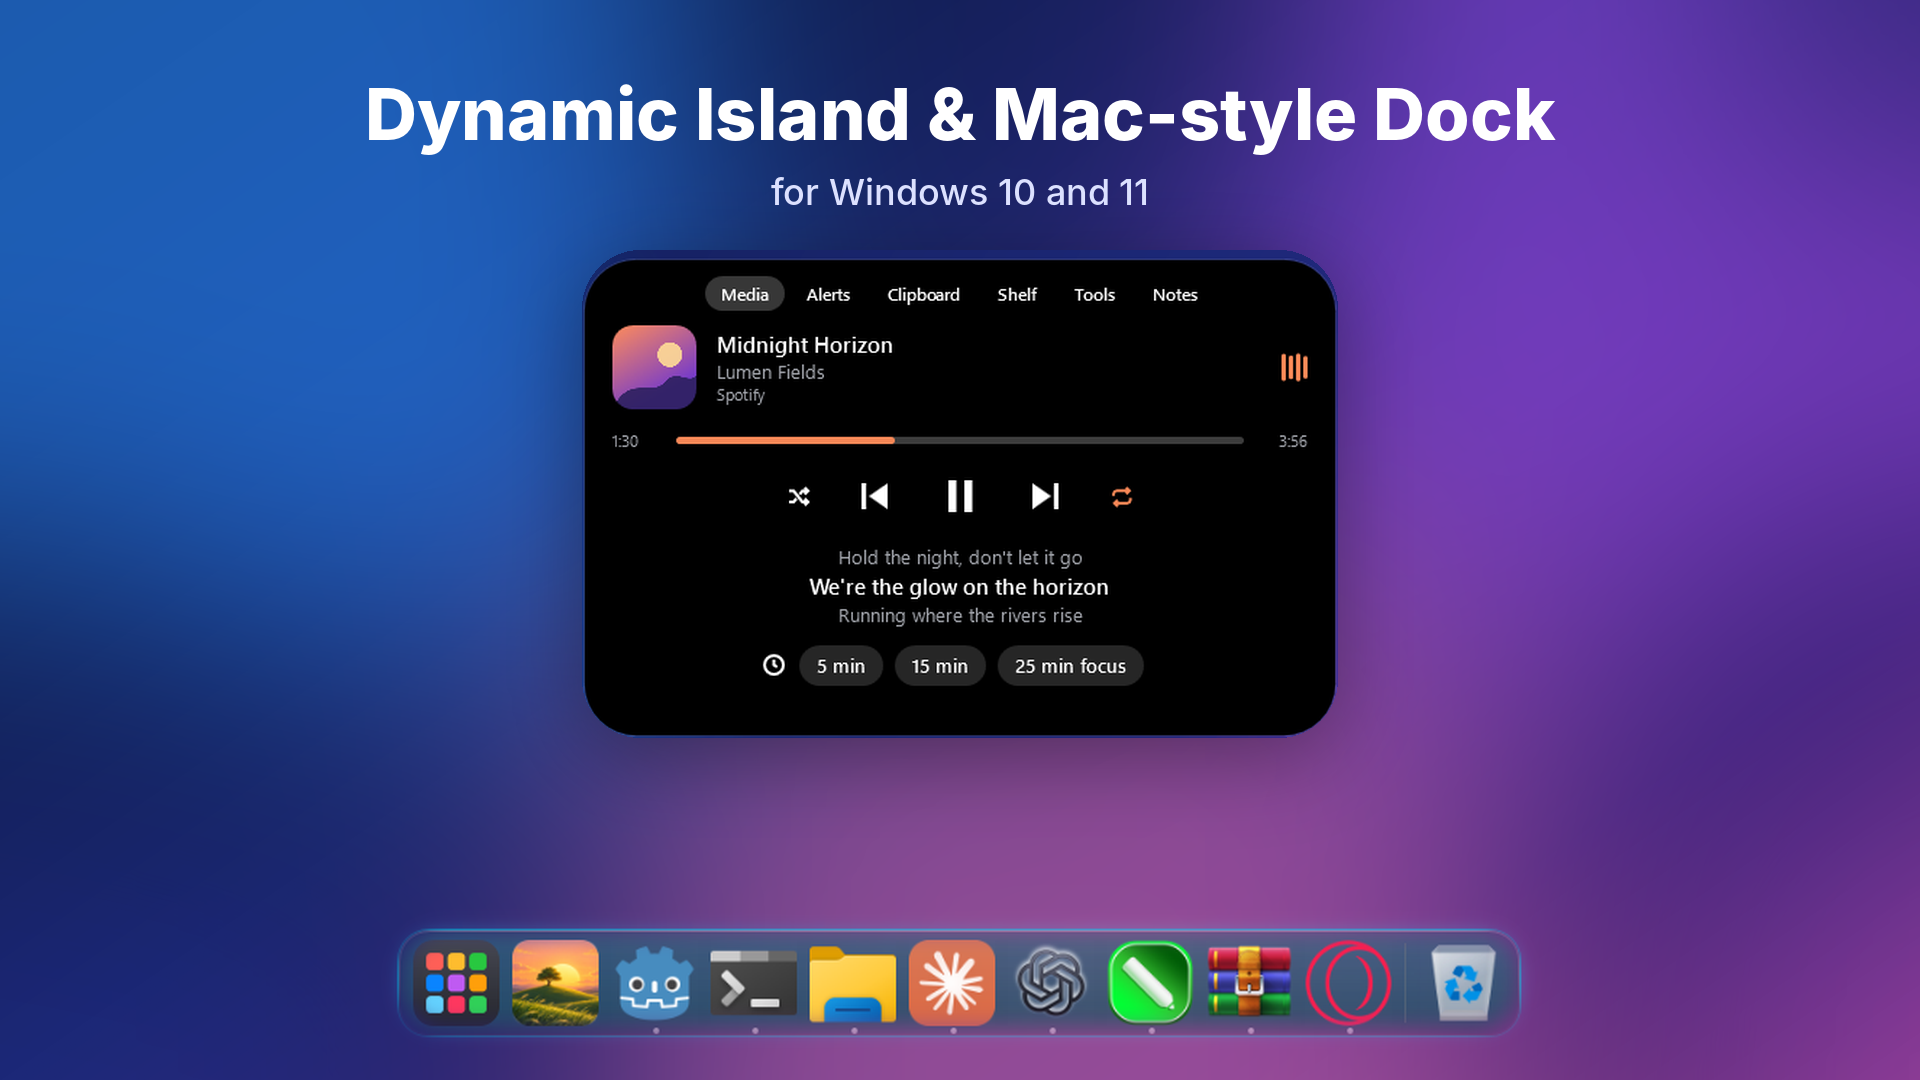 Dynamic Island & Mac-style Dock
for Windows 10 and 11
Media Alerts Clipboard Shelf Tools Notes
Midnight Horizon
Lumen Fields
Spotify
1:30 3:56
Hold the night, don't let it go
We're the glow on the horizon
Running where the rivers rise
5 min 15 min 25 min focus